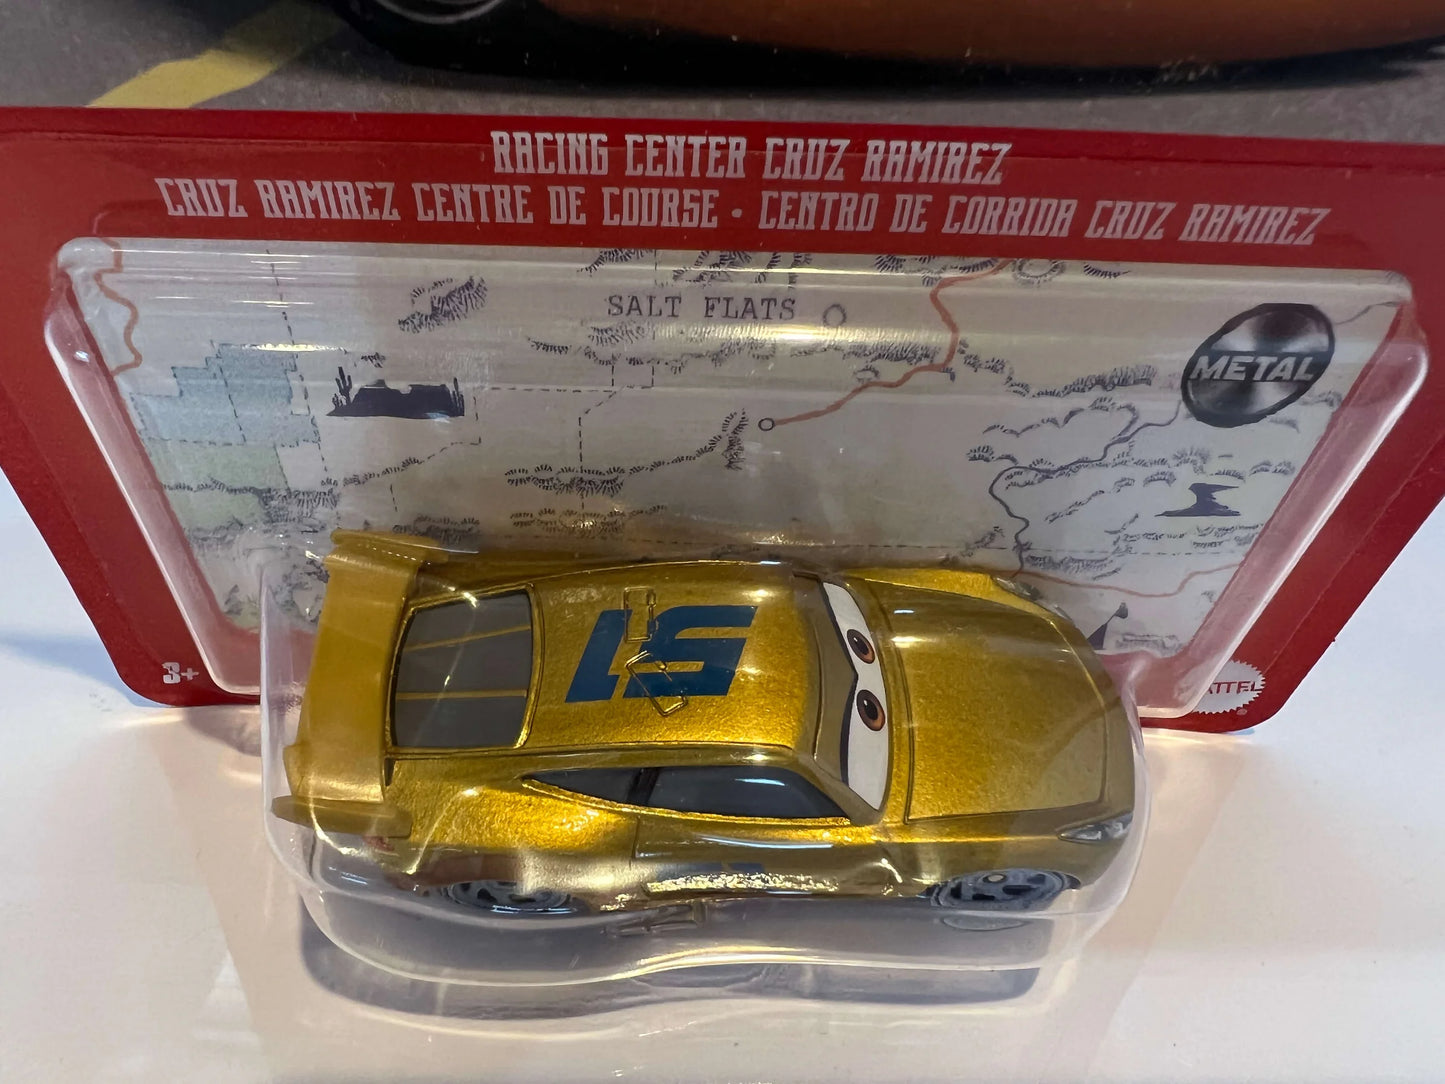 RACING CENTER CRUZ RAMIREZ
CRUZ RAMIREZ CENTRE DE COURSE • CENTRO DE CORRIDA CRUZ RAMIREZ
SALT FLATS
METAL
51
3+